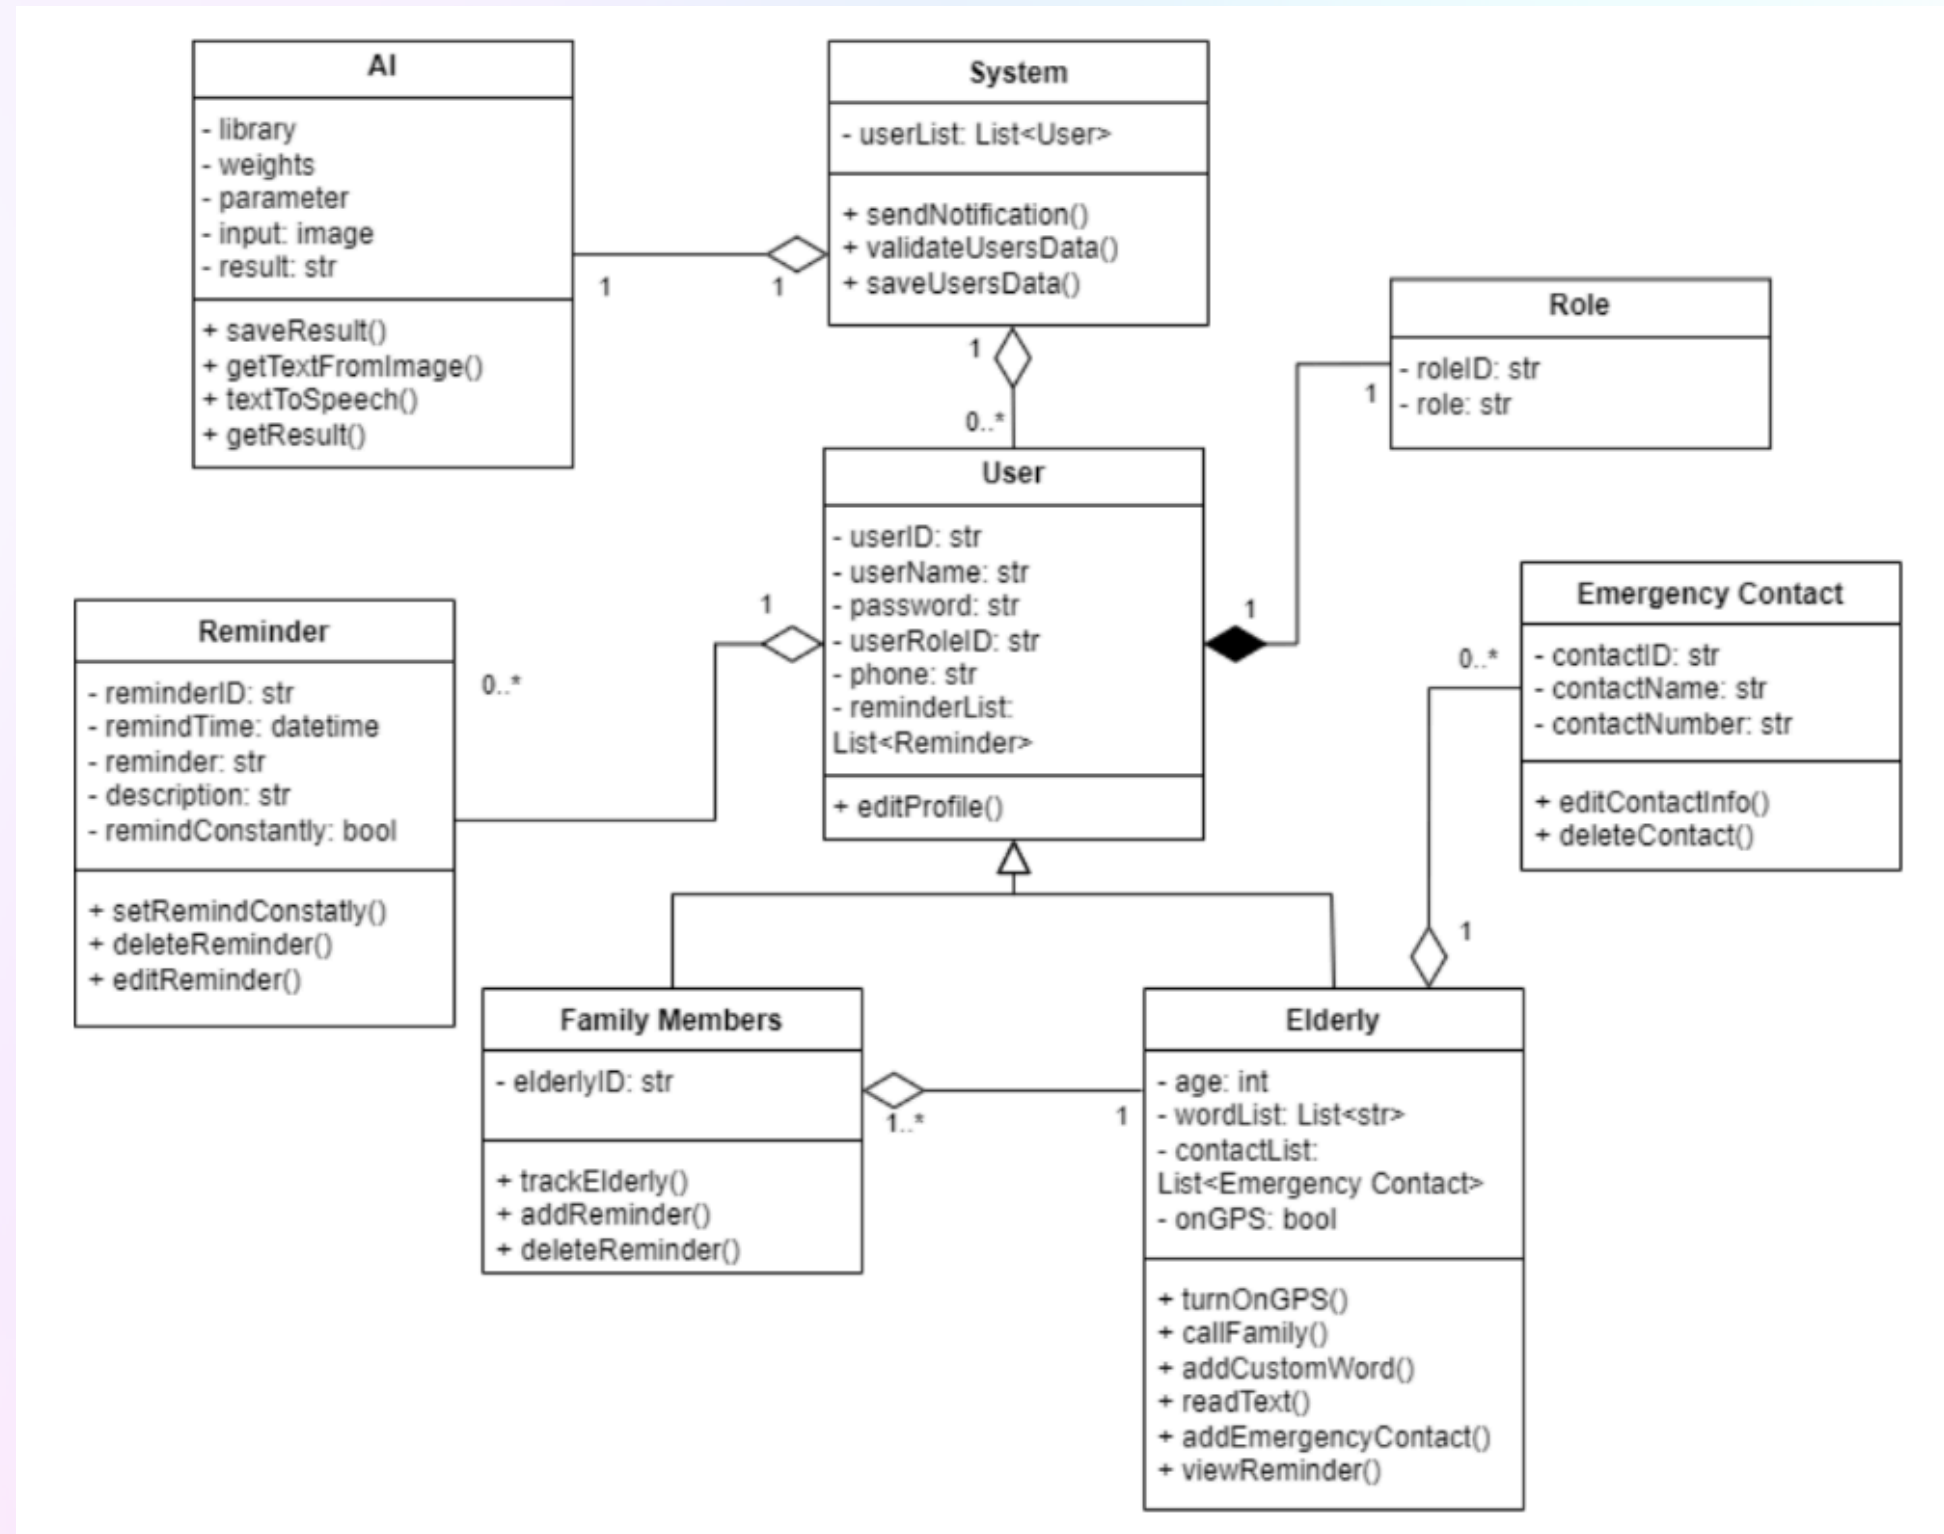 AI
- library
- weights
- parameter
- input: image
- result: str
+ saveResult()
+ getTextFromImage()
+ textToSpeech()
+ getResult()
1
1
System
- userList: List<User>
+ sendNotification()
+ validateUsersData()
+ saveUsersData()
1
0..*
Role
- roleID: str
- role: str
1
User
- userID: str
- userName: str
- password: str
- userRoleID: str
- phone: str
- reminderList:
List<Reminder>
+ editProfile()
1
1
Reminder
- reminderID: str
- remindTime: datetime
- reminder: str
- description: str
- remindConstantly: bool
+ setRemindConstatly()
+ deleteReminder()
+ editReminder()
0..*
Emergency Contact
- contactID: str
- contactName: str
- contactNumber: str
+ editContactInfo()
+ deleteContact()
0..*
1
Family Members
- elderlyID: str
+ trackElderly()
+ addReminder()
+ deleteReminder()
1..*
1
Elderly
- age: int
- wordList: List<str>
- contactList:
List<Emergency Contact>
- onGPS: bool
+ turnOnGPS()
+ callFamily()
+ addCustomWord()
+ readText()
+ addEmergencyContact()
+ viewReminder()